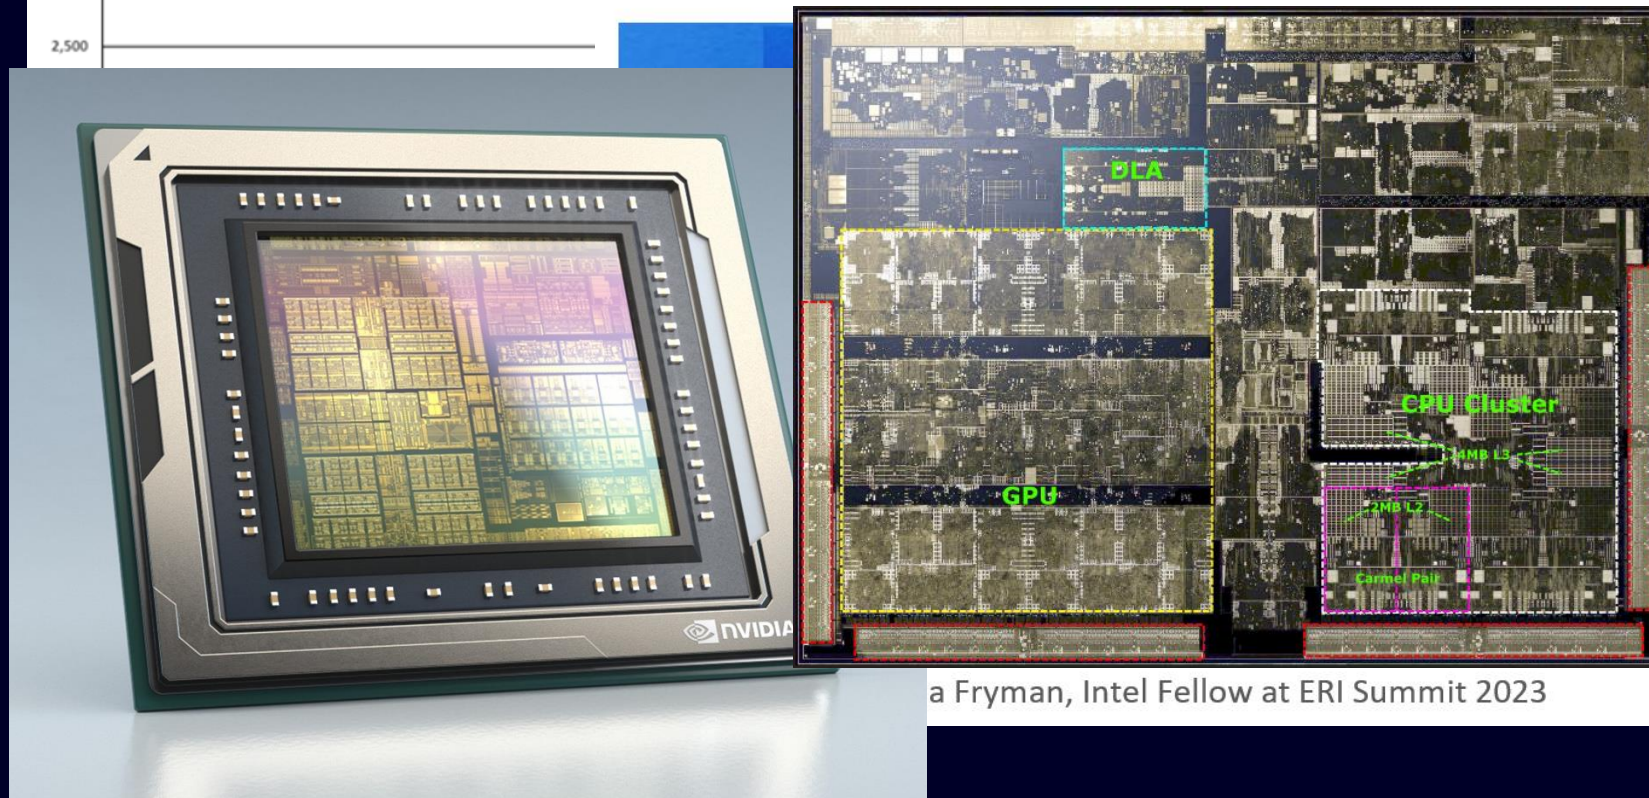 2,500
DLA
CPU Cluster
4MB L3
GPU
2MB L2
Carmel Pair
NVIDIA
a Fryman, Intel Fellow at ERI Summit 2023